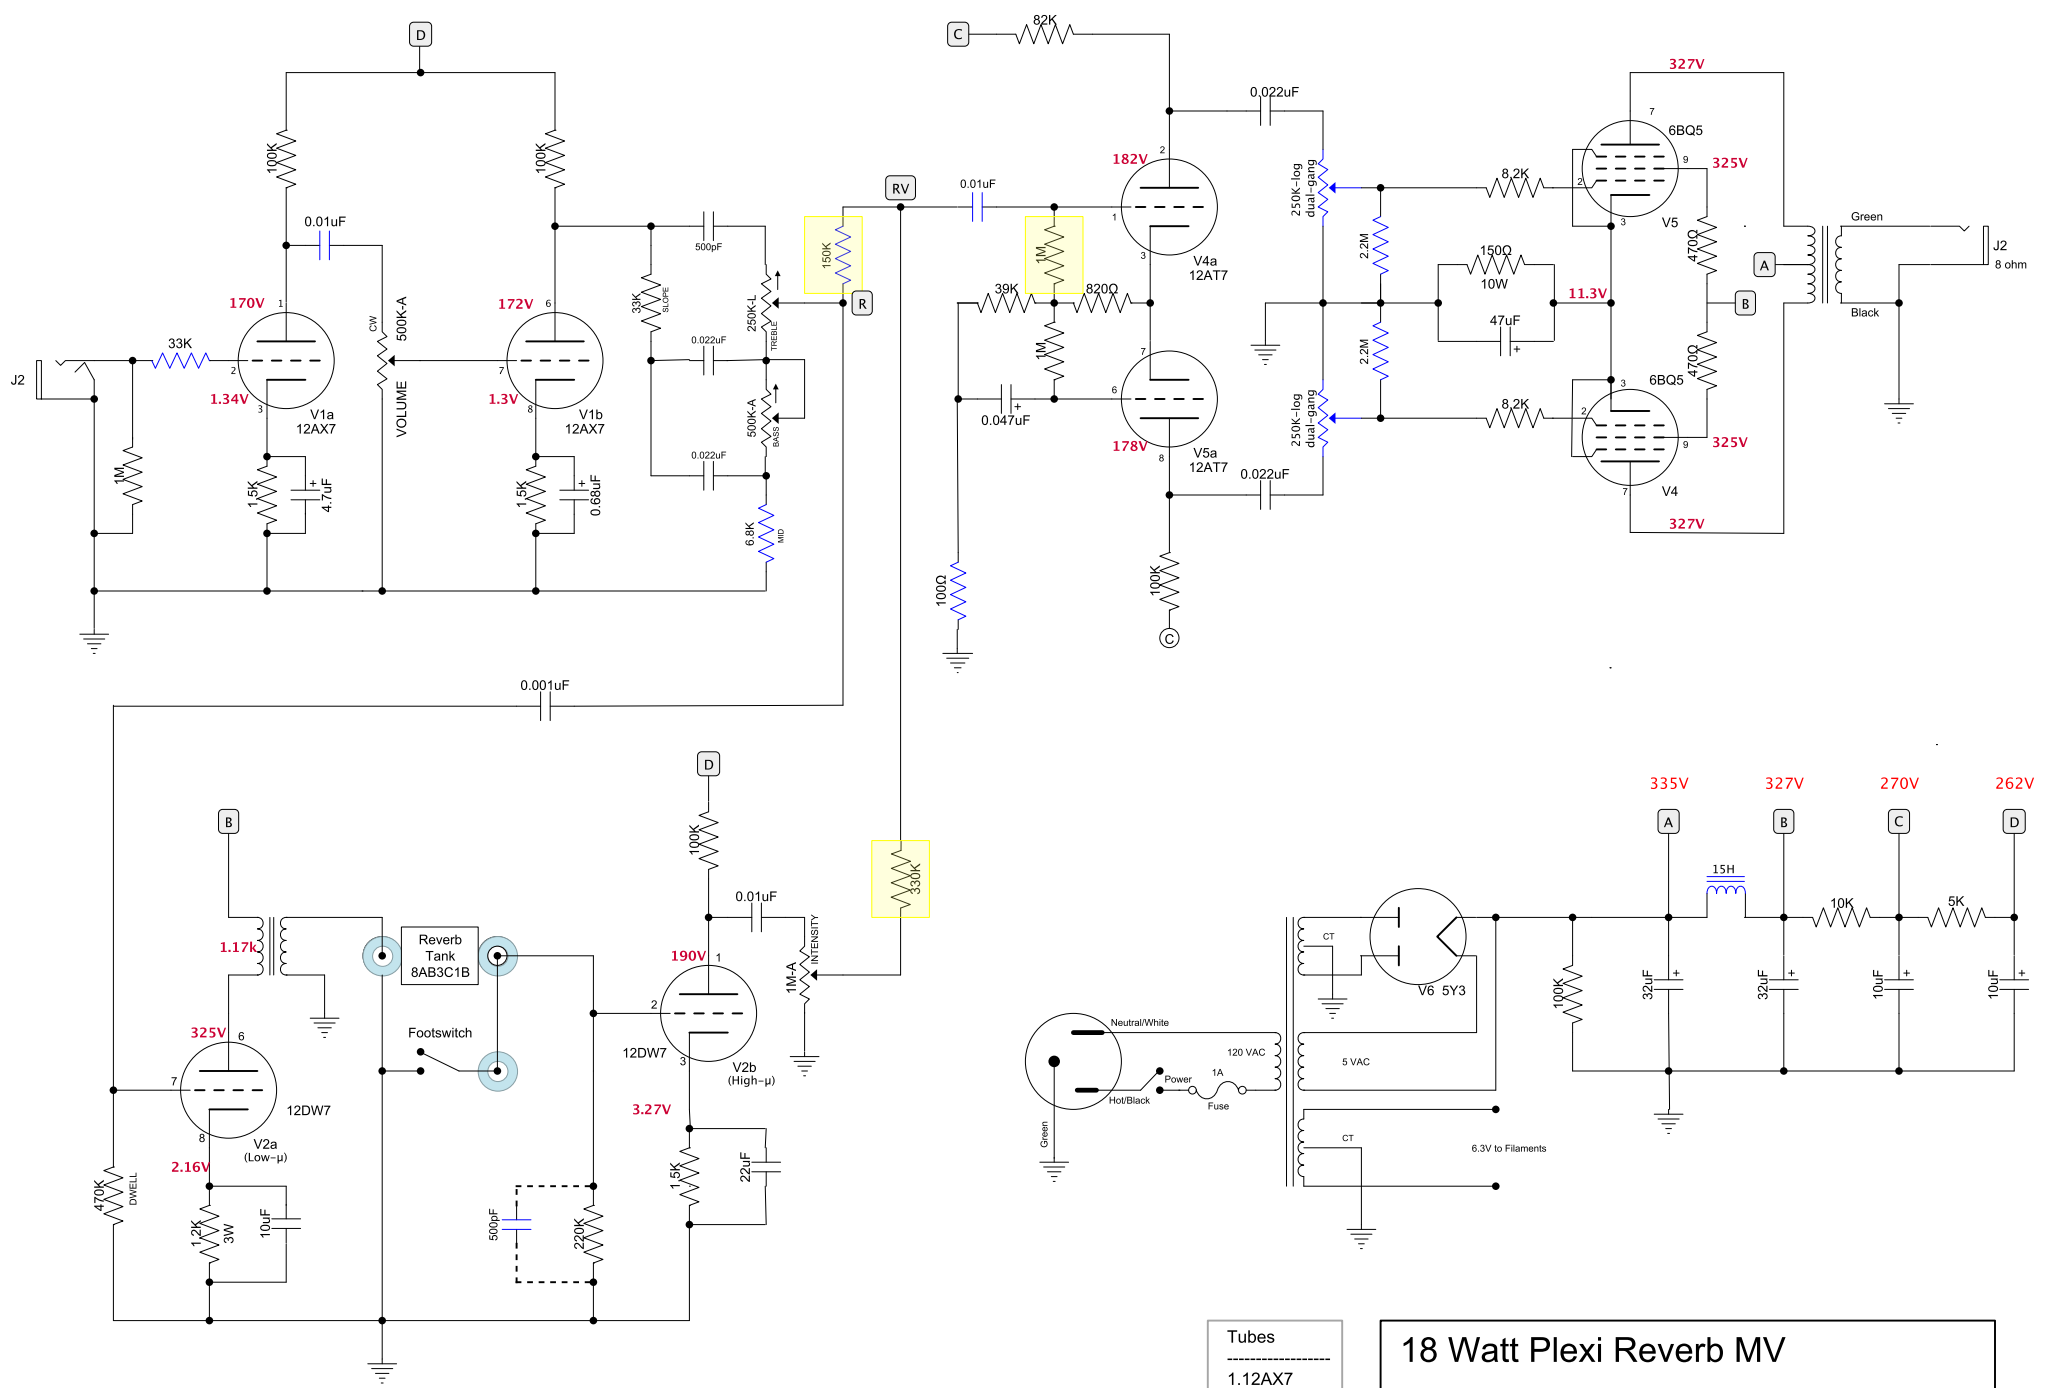 D
100K
100K
0.01uF
170V
1
33K
2
1.34V
3
V1a
12AX7
J2
1M
1.5K
+
4.7uF
CW
500K-A
VOLUME
172V
6
7
1.3V
8
V1b
12AX7
1.5K
+
0.68uF
500pF
33K
SLOPE
250K-L
TREBLE
0.022uF
500K-A
BASS
0.022uF
6.8K
MID
150K
R
RV
0.001uF
C
82K
0.022uF
182V
2
0.01uF
1
3
V4a
12AT7
1M
39K
820Ω
1M
7
6
0.047uF
+
178V
8
V5a
12AT7
0.022uF
100Ω
100K
C
250K-log
dual-gang
250K-log
dual-gang
2.2M
2.2M
8.2K
8.2K
150Ω
10W
47uF
+
11.3V
327V
7
6BQ5
9
325V
2
3
V5
470Ω
470Ω
A
B
6BQ5
3
2
9
325V
7
V4
327V
Green
Black
J2
8 ohm
B
1.17k
325V
6
7
12DW7
8
V2a
(Low-μ)
2.16V
470K
DWELL
1.2K
3W
10uF
Reverb
Tank
8AB3C1B
Footswitch
500pF
220K
D
100K
0.01uF
190V
1
2
12DW7
3
V2b
(High-μ)
3.27V
1.5K
22uF
INTENSITY
1M-A
330K
335V
327V
270V
262V
A
B
C
D
15H
10K
5K
100K
32uF
+
32uF
+
10uF
+
10uF
+
V6 5Y3
CT
Neutral/White
120 VAC
5 VAC
Power
1A
Fuse
Hot/Black
Green
CT
6.3V to Filaments
Tubes
-------------------
1.12AX7
18 Watt Plexi Reverb MV